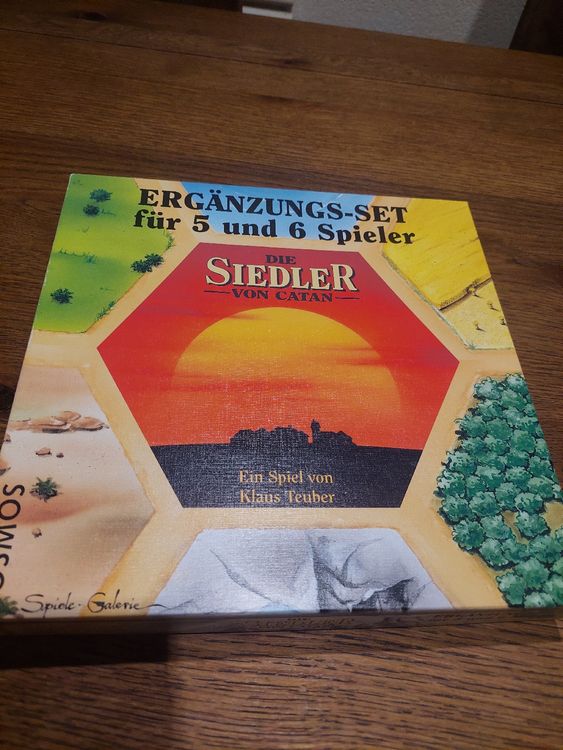 ERGÄNZUNGS-SET
für 5 und 6 Spieler
DIE
SIEDLER
VON CATAN
Ein Spiel von
Klaus Teuber
KOSMOS
Spiele-Galerie